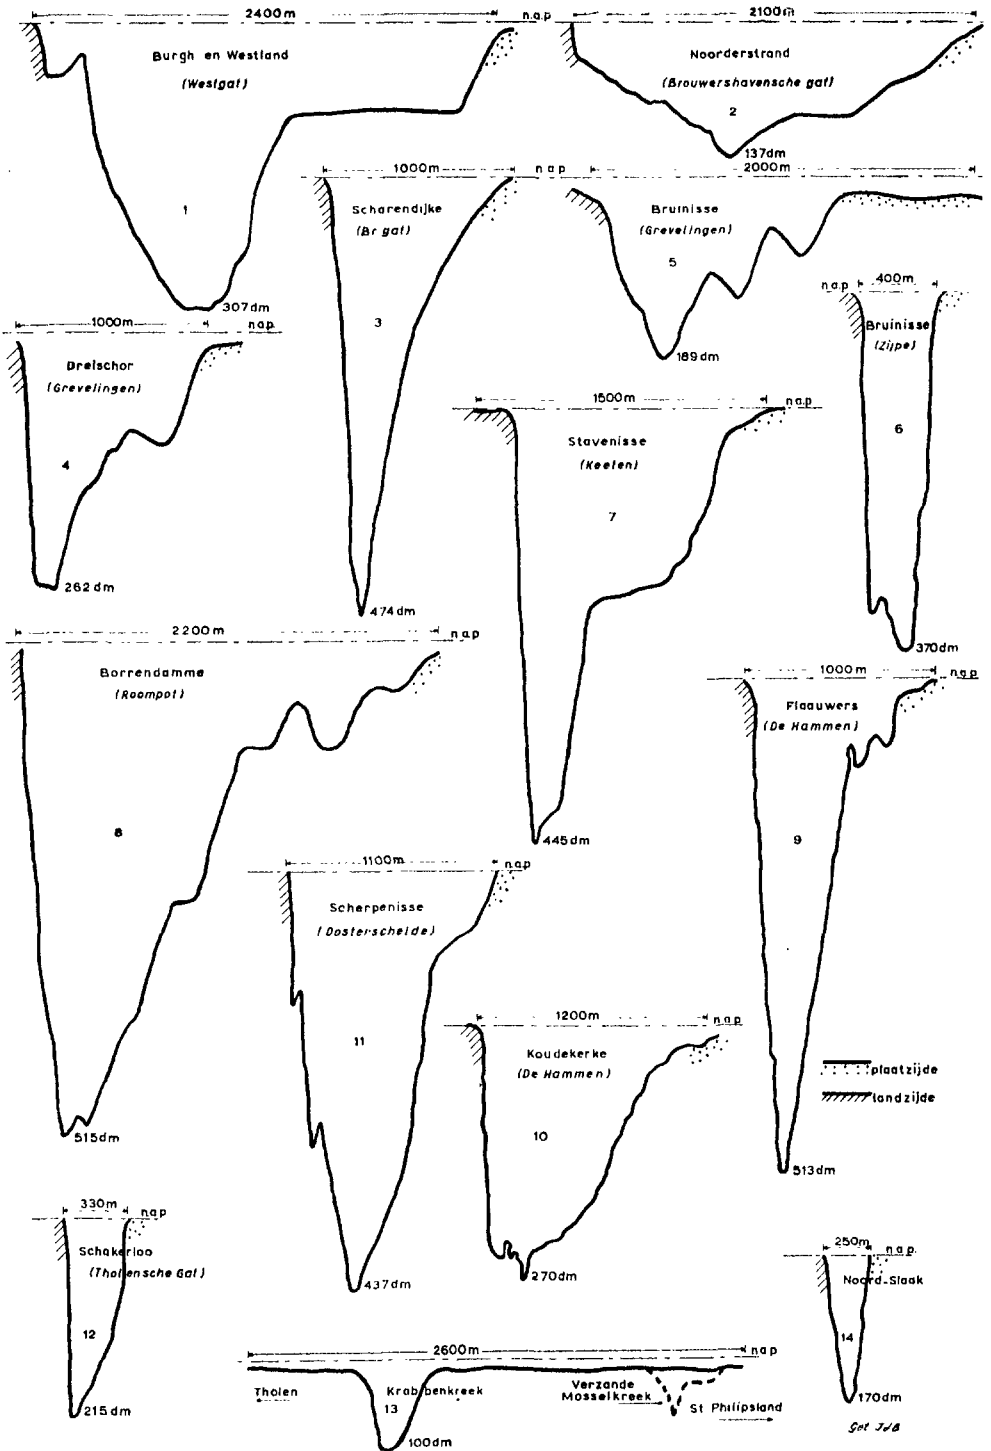 2400m n.a.p
Burgh en Westland
(Westgat)
1
307dm
2100m
Noorderstrand
(Brouwershavensche gat)
2
137dm
1000m n a p
Scharendijke
(Br gat)
3
474dm
2000m
Bruinisse
(Grevelingen)
5
189dm
n.a.p. 400m
Bruinisse
(Zijpe)
6
370dm
1000m n.a.p.
Dreischor
(Grevelingen)
4
262dm
1500m n.a.p.
Stavenisse
(Keeten)
7
445dm
2200m n.a.p
Borrendamme
(Roompot)
8
515dm
1000m n.a.p
Flaauwers
(De Hammen)
9
513dm
1100m n.a.p
Scherpenisse
(Oosterschelde)
11
437dm
1200m n.a.p
Koudekerke
(De Hammen)
10
270dm
plaatzijde
landzijde
330m n.a.p
Schakerloo
(Tholensche Gat)
12
215dm
2600m n a p
Tholen
Krabbenkreek
13
100dm
Verzande
Mosselkreek
St Philipsland
250m n.a.p.
Noord-Slaak
14
170dm